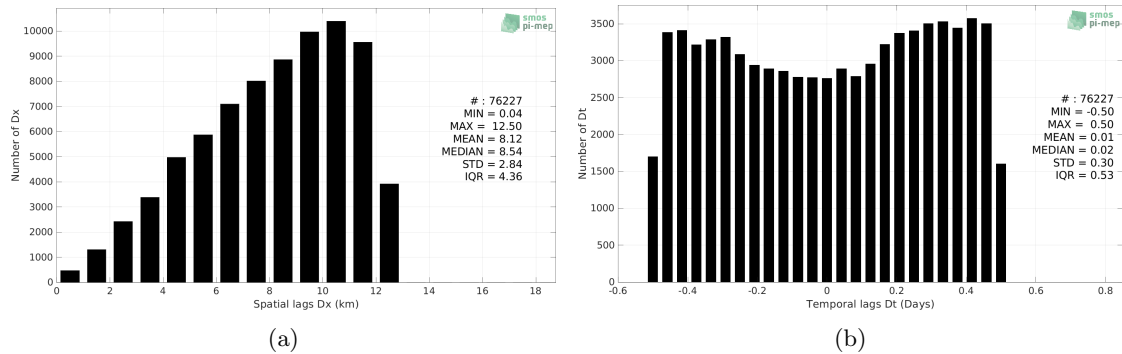 smos
pi-mep
10000
9000
8000
7000
6000
5000
4000
3000
2000
1000
0
Number of Dx
# : 76227
MIN = 0.04
MAX = 12.50
MEAN = 8.12
MEDIAN = 8.54
STD = 2.84
IQR = 4.36
0 2 4 6 8 10 12 14 16 18
Spatial lags Dx (km)
(a)
smos
pi-mep
3500
3000
2500
2000
1500
1000
500
0
Number of Dt
# : 76227
MIN = -0.50
MAX = 0.50
MEAN = 0.01
MEDIAN = 0.02
STD = 0.30
IQR = 0.53
-0.6 -0.4 -0.2 0 0.2 0.4 0.6 0.8
Temporal lags Dt (Days)
(b)